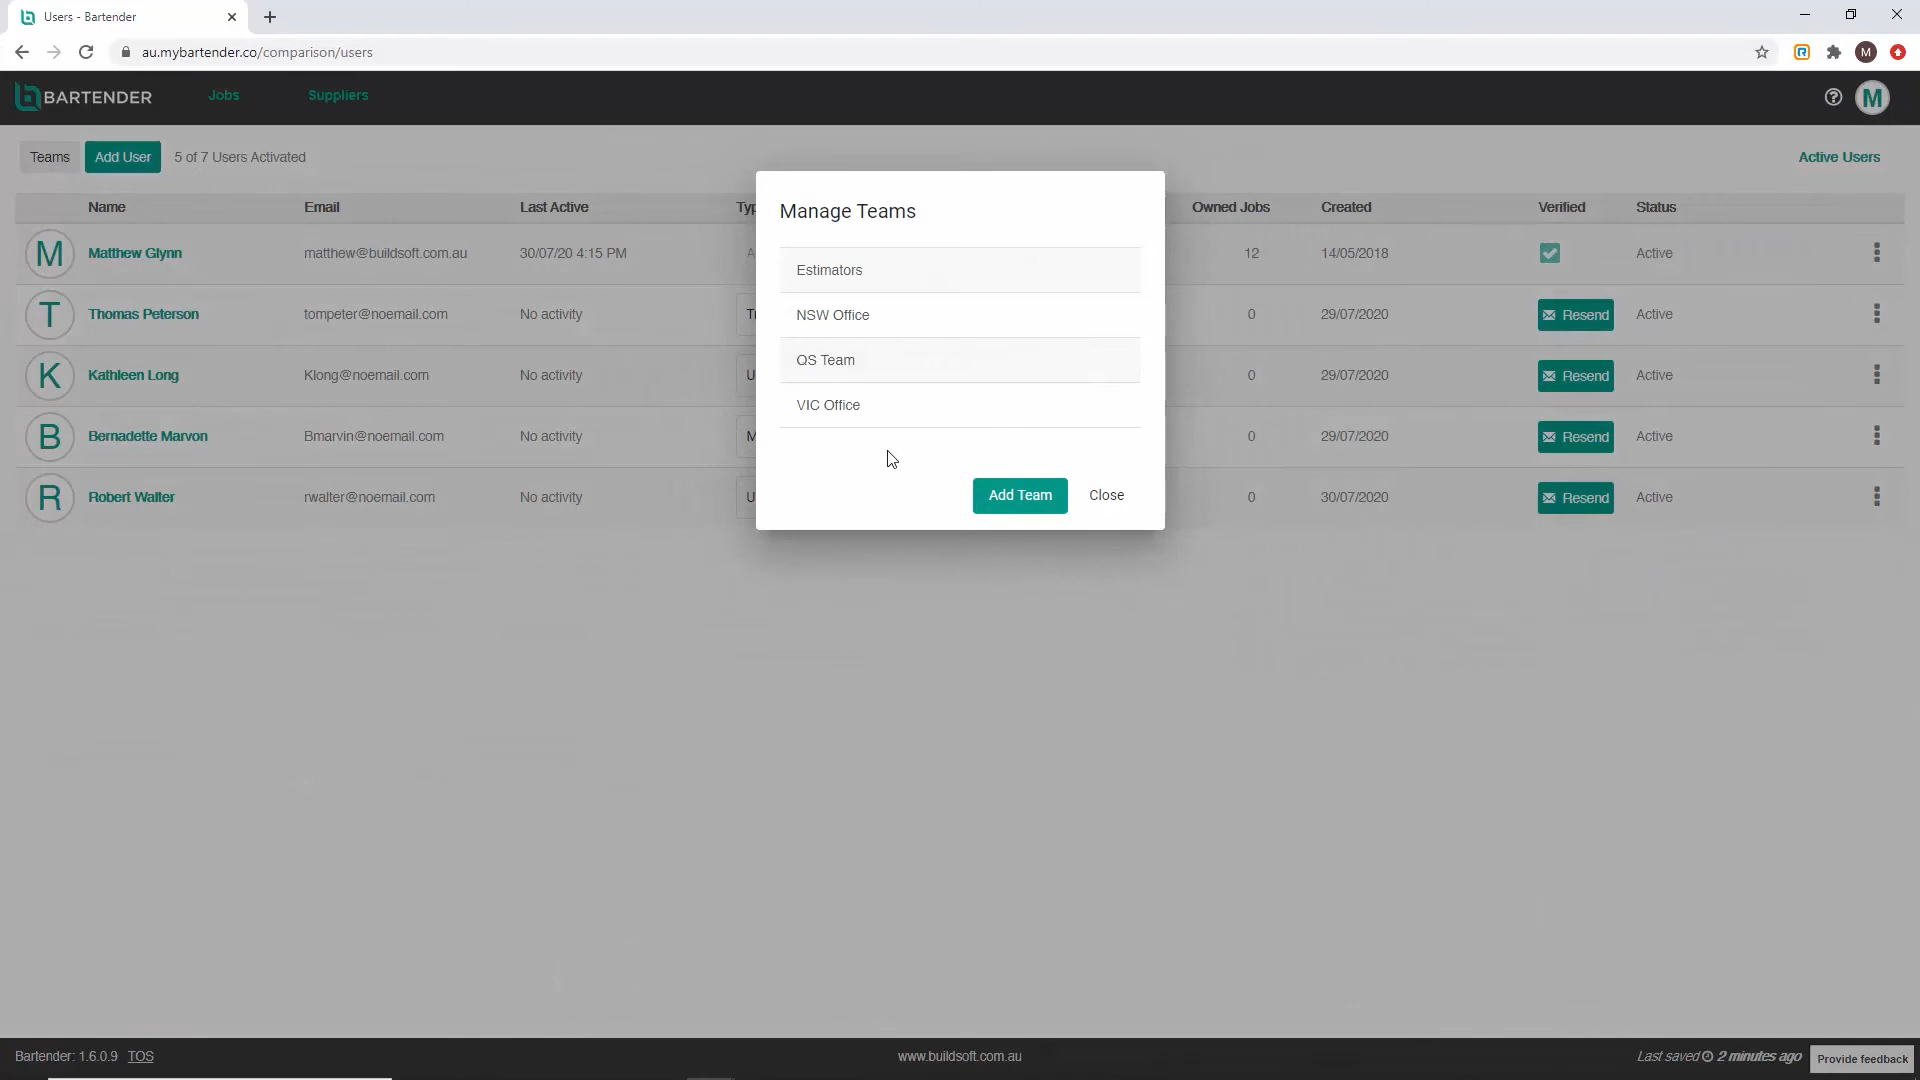 Users - Bartender
au.mybartender.co/comparison/users
M
BARTENDER Jobs Suppliers
M
Teams Add User 5 of 7 Users Activated Active Users
Name Email Last Active Owned Jobs Created Verified Status
M Matthew Glynn matthew@buildsoft.com.au 30/07/20 4:15 PM 12 14/05/2018 Active
T Thomas Peterson tompeter@noemail.com No activity 0 29/07/2020 Resend Active
K Kathleen Long Klong@noemail.com No activity 0 29/07/2020 Resend Active
B Bernadette Marvon Bmarvin@noemail.com No activity 0 29/07/2020 Resend Active
R Robert Walter rwalter@noemail.com No activity 0 30/07/2020 Resend Active
Manage Teams
Estimators
NSW Office
QS Team
VIC Office
Add Team Close
Bartender: 1.6.0.9 TOS www.buildsoft.com.au Last saved 2 minutes ago Provide feedback